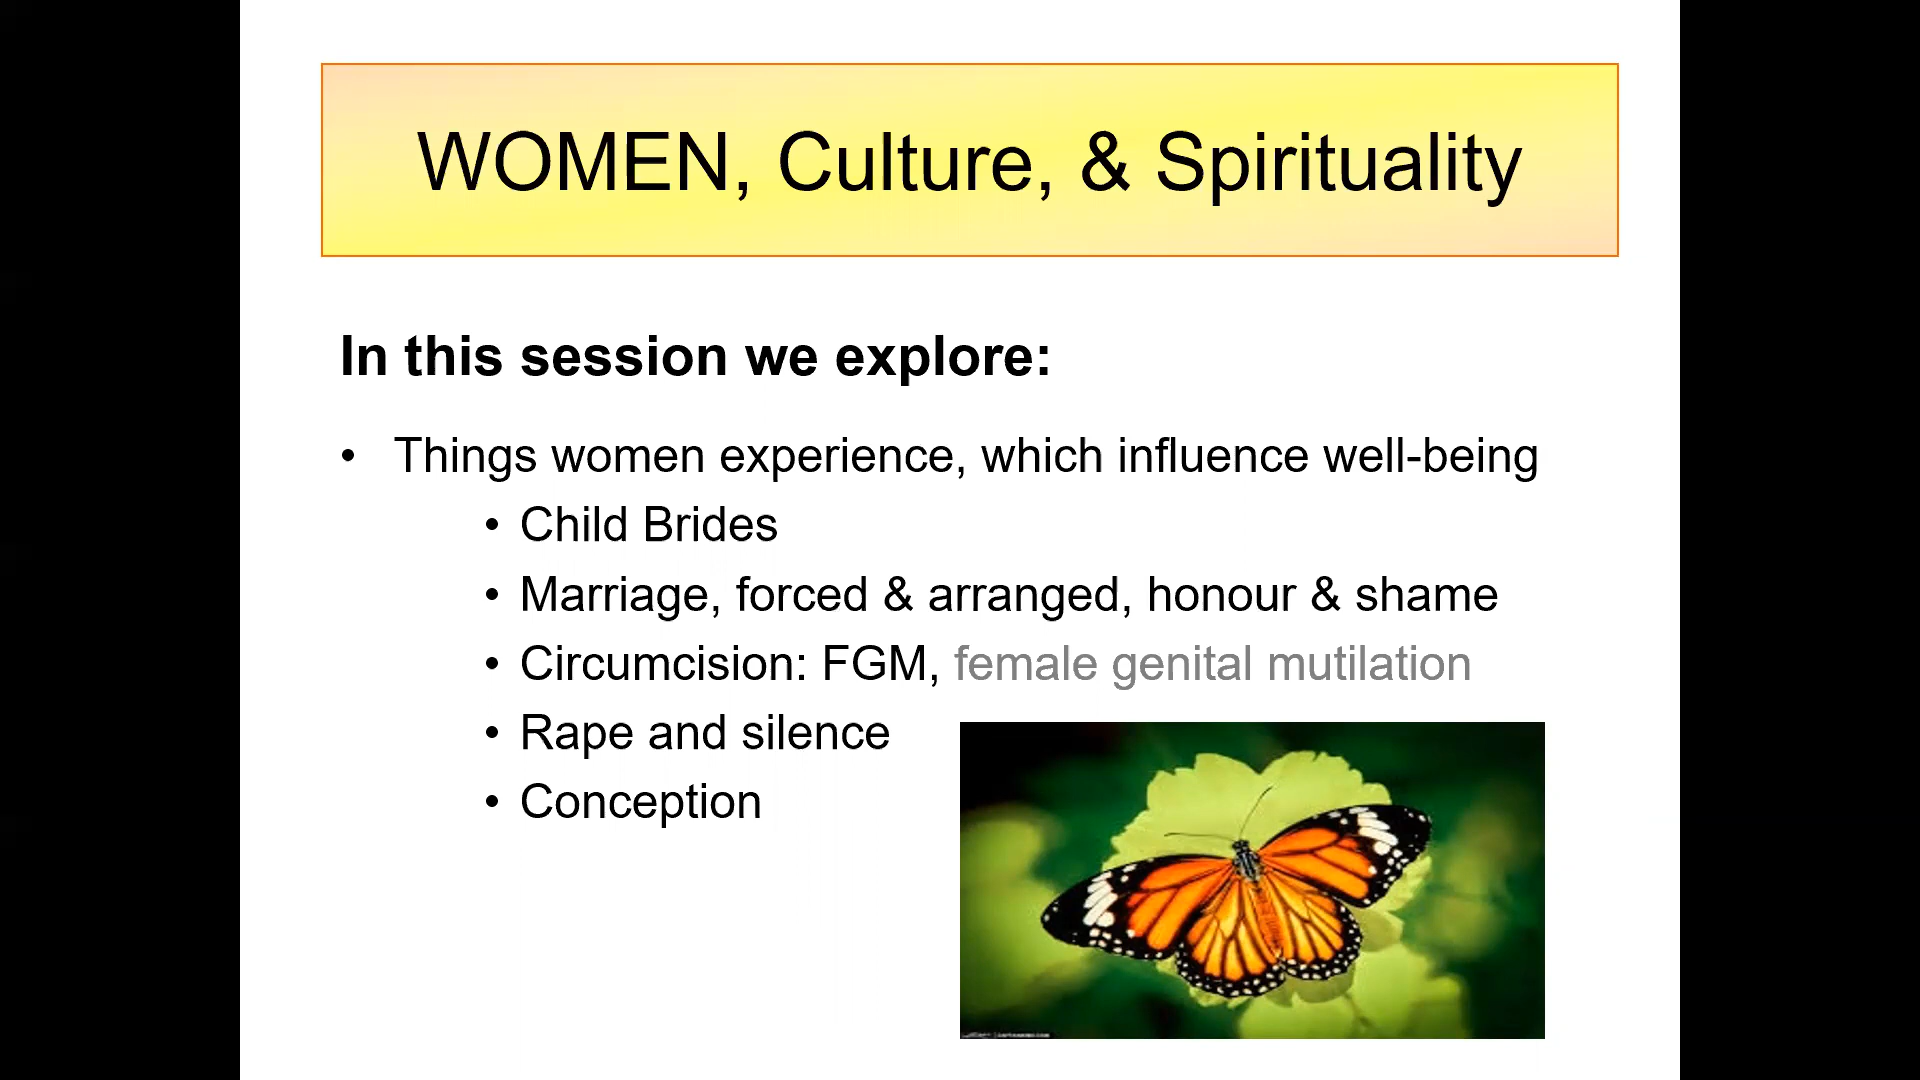 WOMEN, Culture, & Spirituality
In this session we explore:
• Things women experience, which influence well-being
• Child Brides
• Marriage, forced & arranged, honour & shame
• Circumcision: FGM, female genital mutilation
• Rape and silence
• Conception